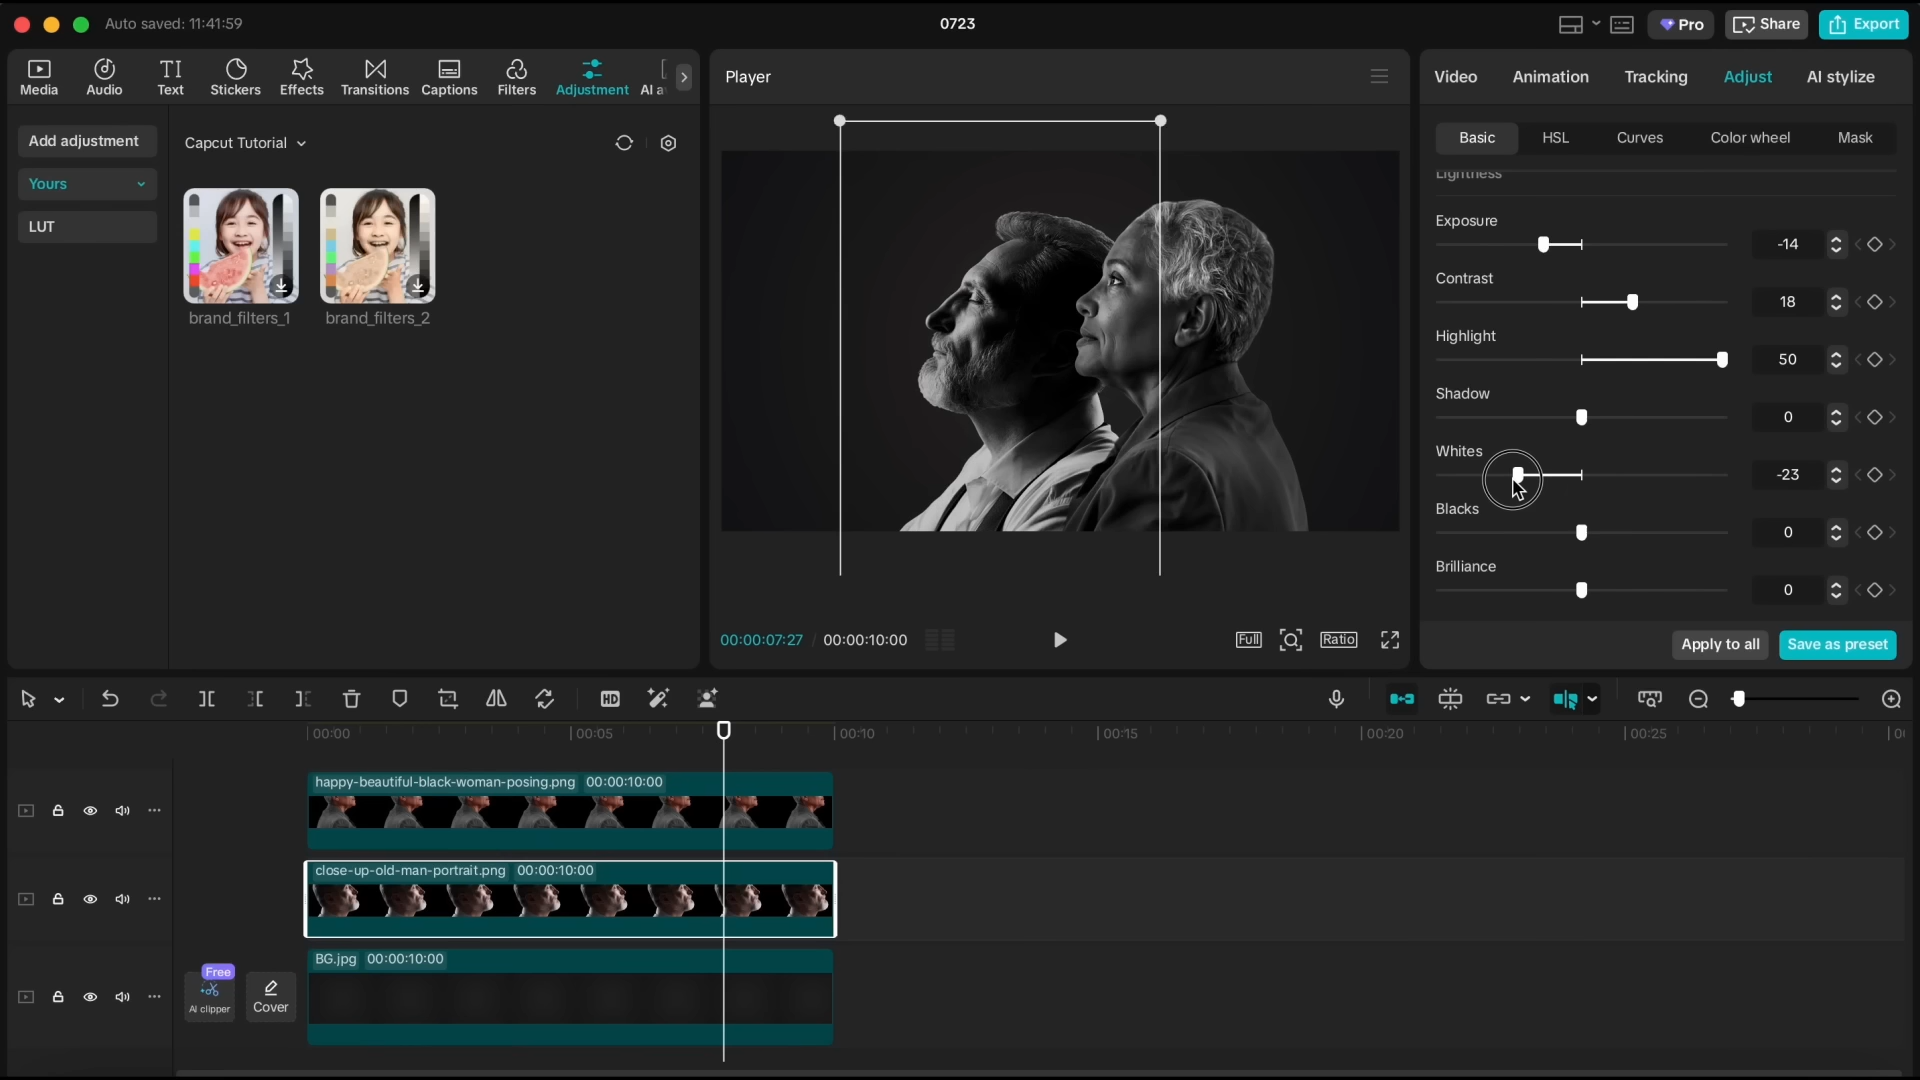 Auto saved: 11:41:59
0723
Pro
Share
Export
Media
Audio
TI
Text
Stickers
Effects
Transitions
Captions
Filters
Adjustment
AI a
Player
Video
Animation
Tracking
Adjust
AI stylize
Add adjustment
Yours
LUT
Capcut Tutorial
brand_filters_1
brand_filters_2
Basic
HSL
Curves
Color wheel
Mask
Lightness
Exposure
-14
Contrast
18
Highlight
50
Shadow
0
Whites
-23
Blacks
0
Brilliance
0
Apply to all
Save as preset
00:00:07:27 / 00:00:10:00
Full
Ratio
HD
00:00
00:05
00:10
00:15
00:20
00:25
happy-beautiful-black-woman-posing.png 00:00:10:00
close-up-old-man-portrait.png 00:00:10:00
BG.jpg 00:00:10:00
Free
AI clipper
Cover